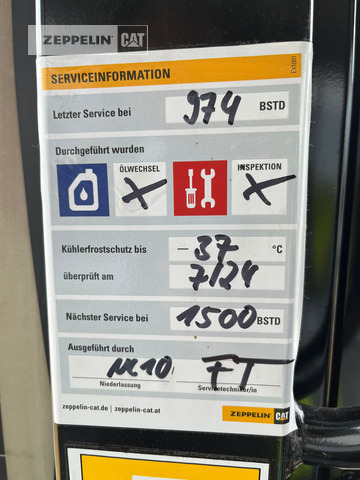 ZEPPELIN CAT
SERVICEINFORMATION
Letzter Service bei 974 BSTD
Durchgeführt wurden
ÖLWECHSEL X INSPEKTION X
Kühlerfrostschutz bis – 37 °C
überprüft am 7/24
Nächster Service bei 1500 BSTD
Ausgeführt durch
FT
Niederlassung Servicetechniker/in
zeppelin-cat.de | zeppelin-cat.at
ZEPPELIN CAT